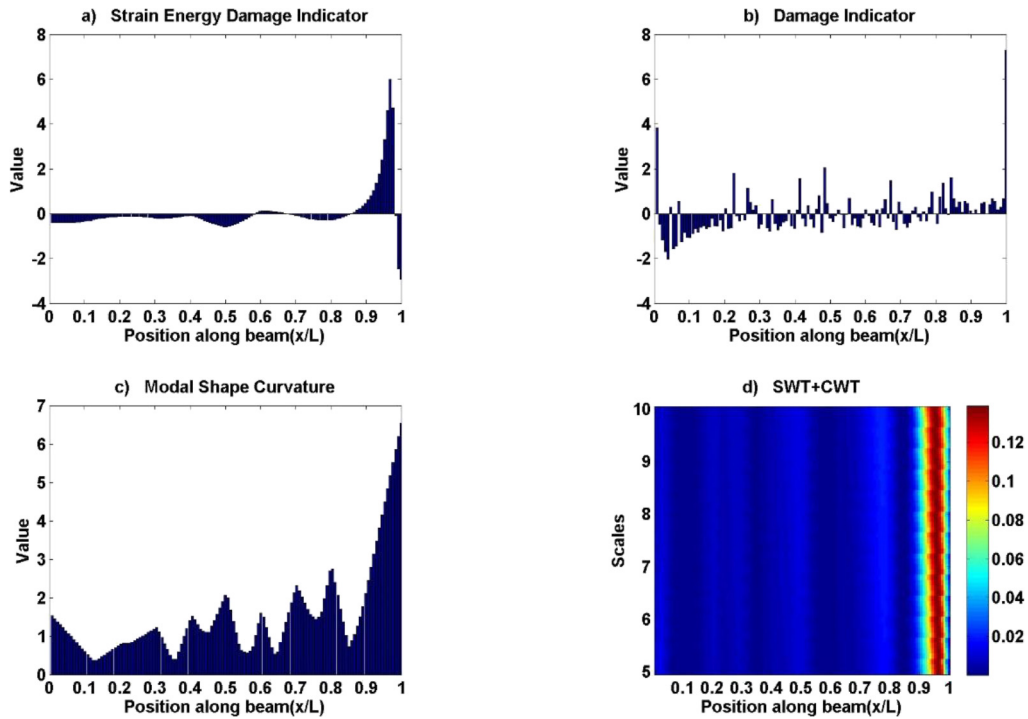 a) Strain Energy Damage Indicator
8
6
4
2
0
-2
-4
Value
0 0.1 0.2 0.3 0.4 0.5 0.6 0.7 0.8 0.9 1
Position along beam(x/L)
b) Damage Indicator
8
6
4
2
0
-2
-4
Value
0 0.1 0.2 0.3 0.4 0.5 0.6 0.7 0.8 0.9 1
Position along beam(x/L)
c) Modal Shape Curvature
7
6
5
4
3
2
1
0
Value
0 0.1 0.2 0.3 0.4 0.5 0.6 0.7 0.8 0.9 1
Position along beam(x/L)
d) SWT+CWT
10
9
8
7
6
5
Scales
0.1 0.2 0.3 0.4 0.5 0.6 0.7 0.8 0.9 1
Position along beam(x/L)
0.12
0.1
0.08
0.06
0.04
0.02